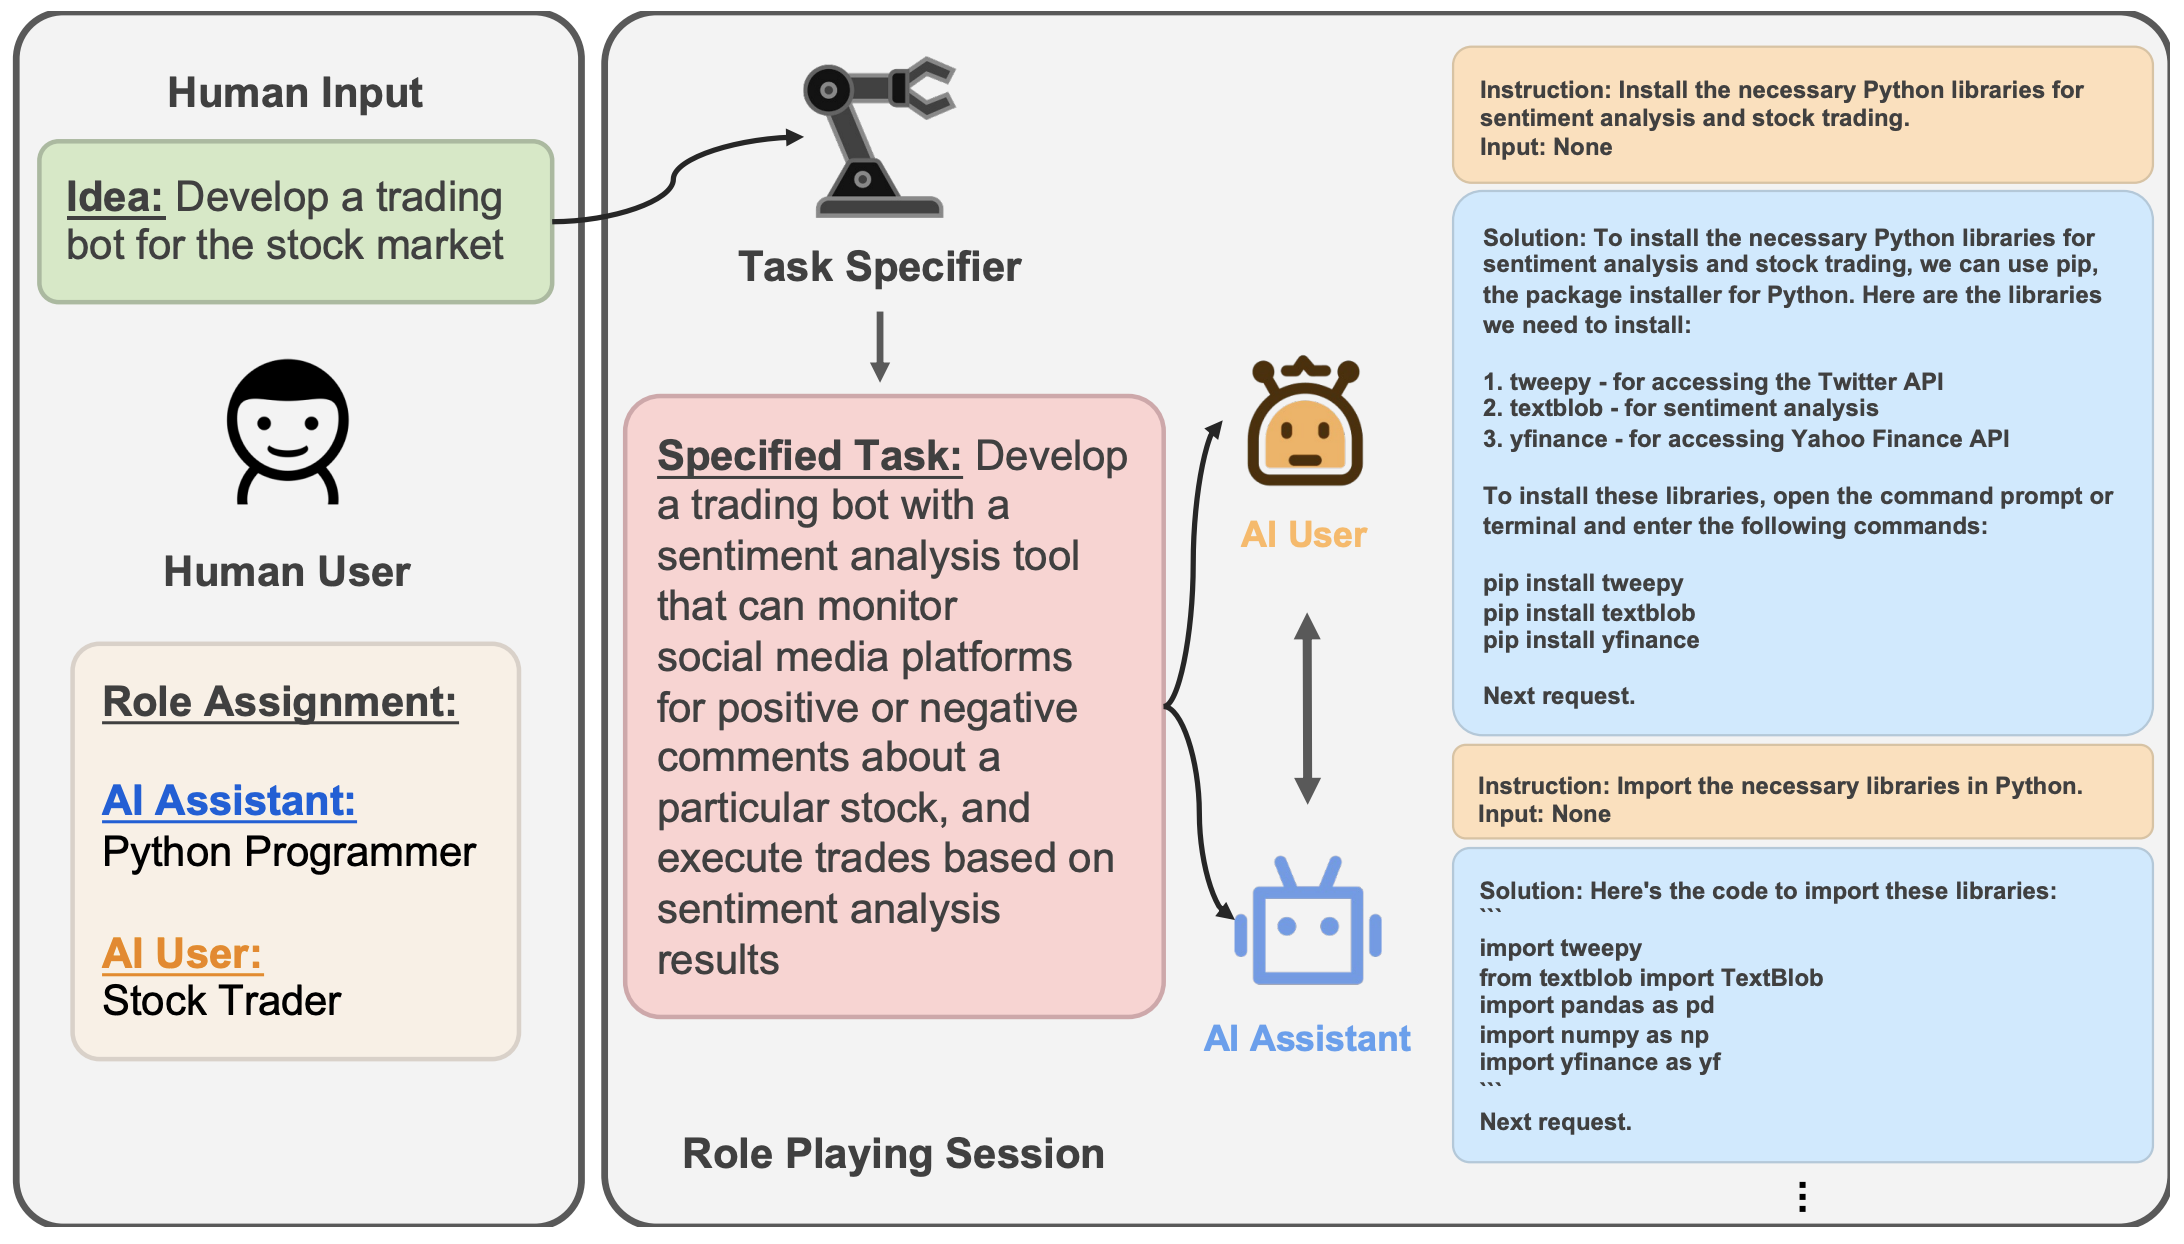 Human Input
Idea: Develop a trading
bot for the stock market
Human User
Role Assignment:
AI Assistant:
Python Programmer
AI User:
Stock Trader
Task Specifier
Specified Task: Develop
a trading bot with a
sentiment analysis tool
that can monitor
social media platforms
for positive or negative
comments about a
particular stock, and
execute trades based on
sentiment analysis
results
Role Playing Session
AI User
AI Assistant
Instruction: Install the necessary Python libraries for
sentiment analysis and stock trading.
Input: None
Solution: To install the necessary Python libraries for
sentiment analysis and stock trading, we can use pip,
the package installer for Python. Here are the libraries
we need to install:
1. tweepy - for accessing the Twitter API
2. textblob - for sentiment analysis
3. yfinance - for accessing Yahoo Finance API
To install these libraries, open the command prompt or
terminal and enter the following commands:
pip install tweepy
pip install textblob
pip install yfinance
Next request.
Instruction: Import the necessary libraries in Python.
Input: None
Solution: Here's the code to import these libraries:
```
import tweepy
from textblob import TextBlob
import pandas as pd
import numpy as np
import yfinance as yf
```
Next request.
⋮